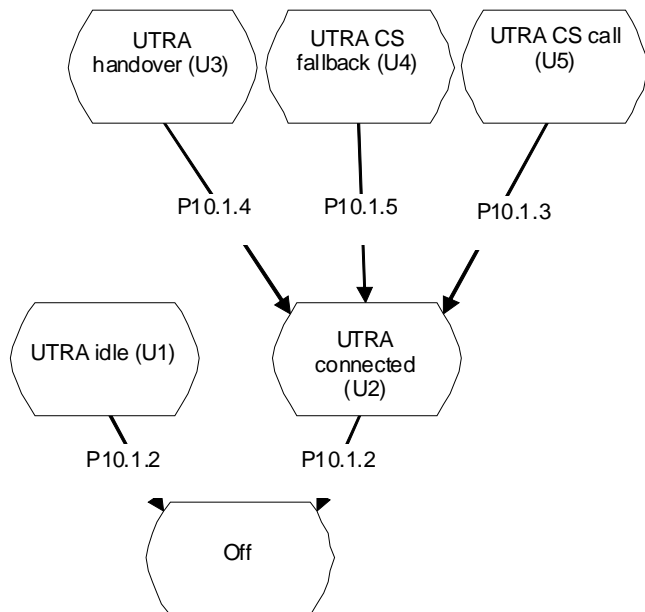 UTRA
handover (U3)
UTRA CS
fallback (U4)
UTRA CS call
(U5)
P10.1.4
P10.1.5
P10.1.3
UTRA idle (U1)
UTRA
connected
(U2)
P10.1.2
P10.1.2
Off